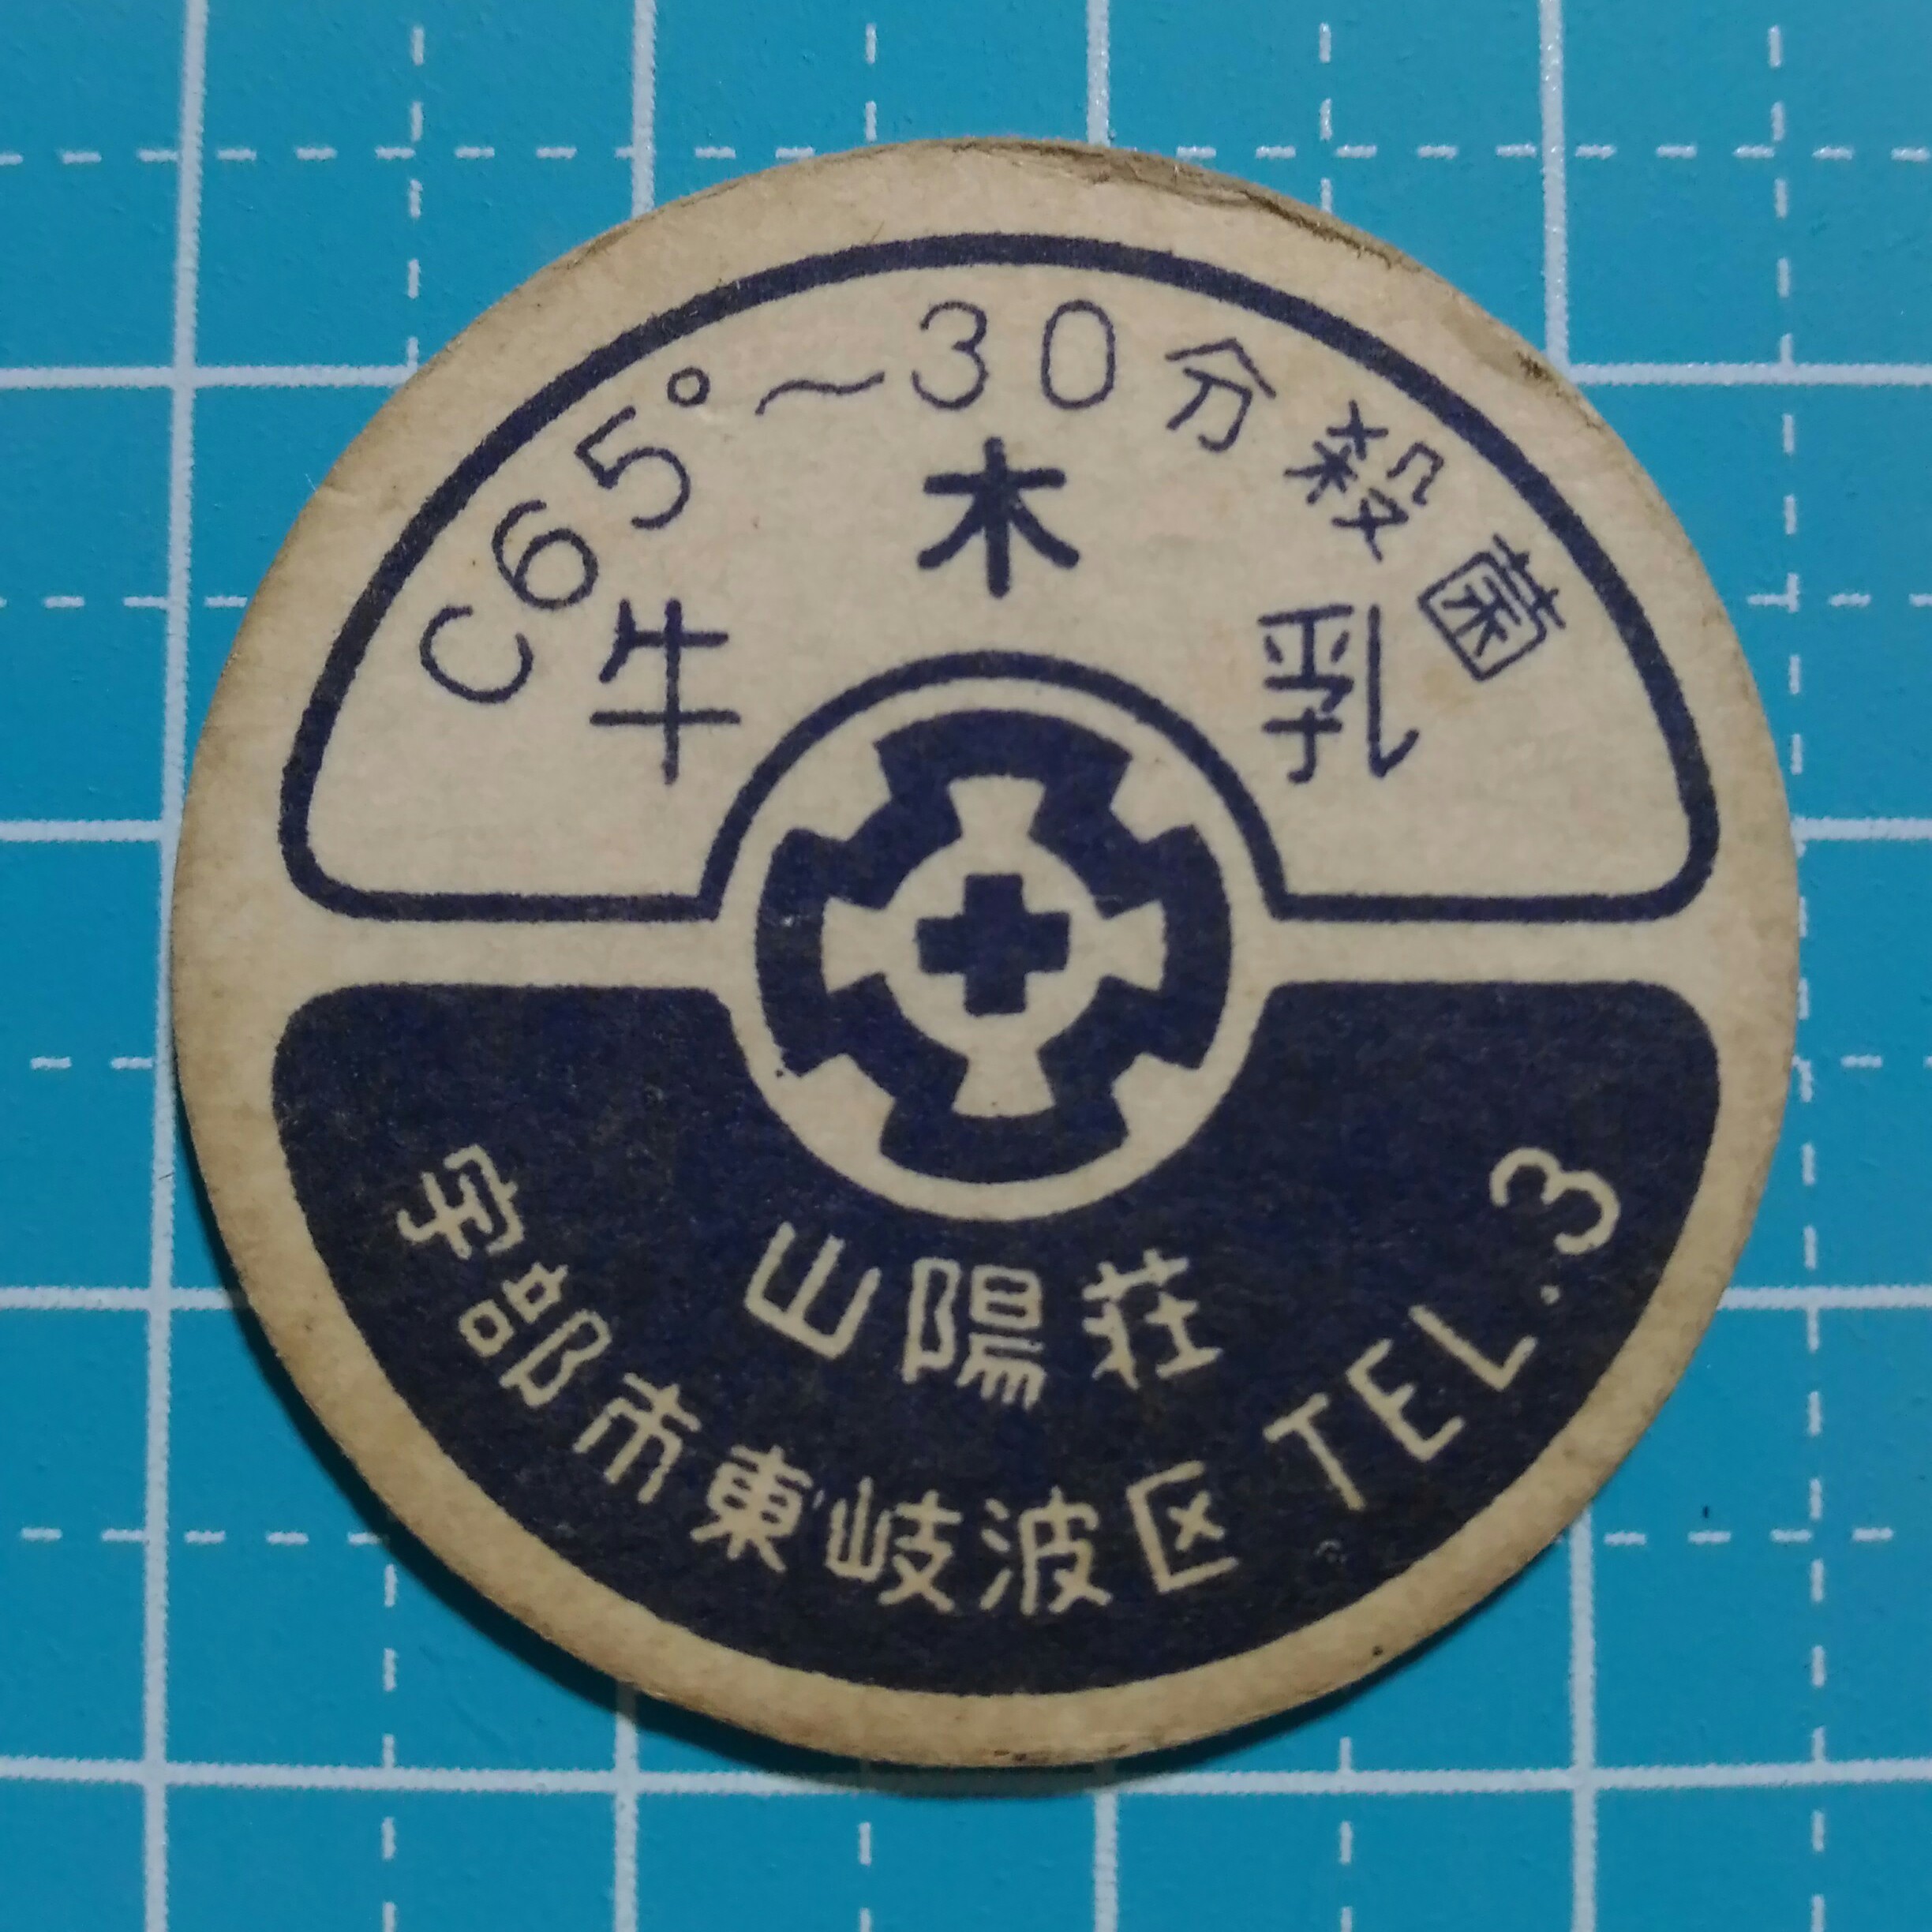 C65°～30分殺菌
木
牛乳
山陽荘
宇部市東岐波区 TEL.3